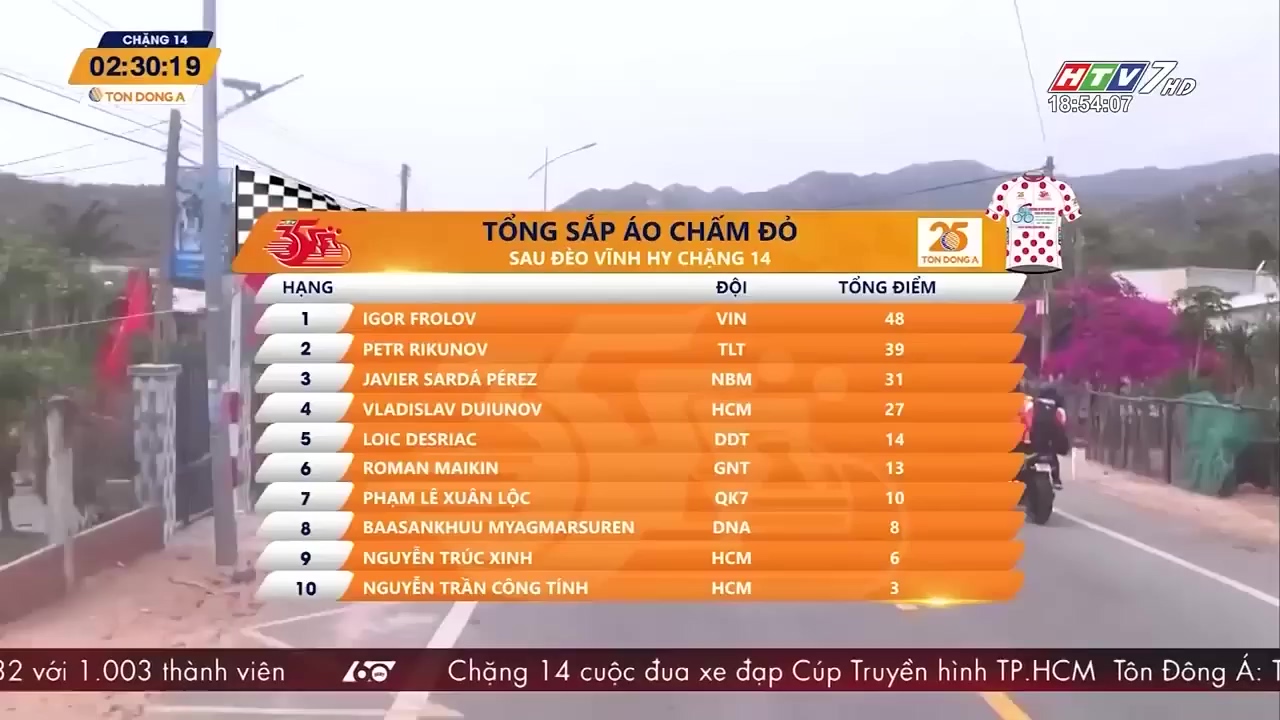 CHẶNG 14
02:30:19
TON DONG A
HTV7 HD
18:54:07
TỔNG SẮP ÁO CHẤM ĐỎ
SAU ĐÈO VĨNH HY CHẶNG 14
25
TON DONG A
HẠNG ĐỘI TỔNG ĐIỂM
1 IGOR FROLOV VIN 48
2 PETR RIKUNOV TLT 39
3 JAVIER SARDÁ PÉREZ NBM 31
4 VLADISLAV DUIUNOV HCM 27
5 LOIC DESRIAC DDT 14
6 ROMAN MAIKIN GNT 13
7 PHẠM LÊ XUÂN LỘC QK7 10
8 BAASANKHUU MYAGMARSUREN DNA 8
9 NGUYỄN TRÚC XINH HCM 6
10 NGUYỄN TRẦN CÔNG TÍNH HCM 3
32 với 1.003 thành viên Chặng 14 cuộc đua xe đạp Cúp Truyền hình TP.HCM Tôn Đông Á: